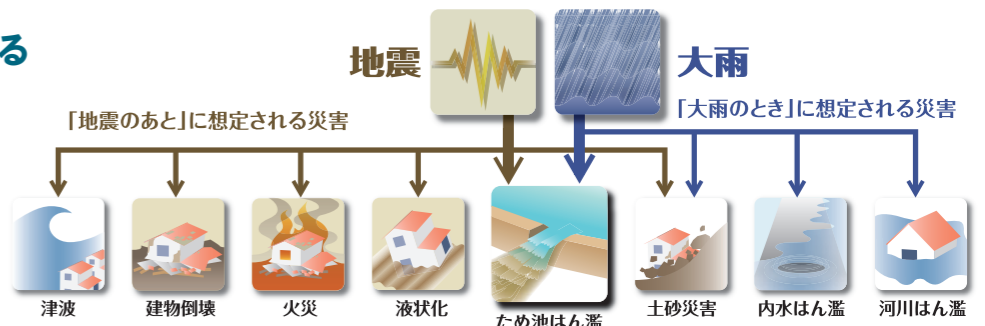 る
地震
大雨
「地震のあと」に想定される災害
「大雨のとき」に想定される災害
津波
建物倒壊
火災
液状化
ため池はん濫
土砂災害
内水はん濫
河川はん濫